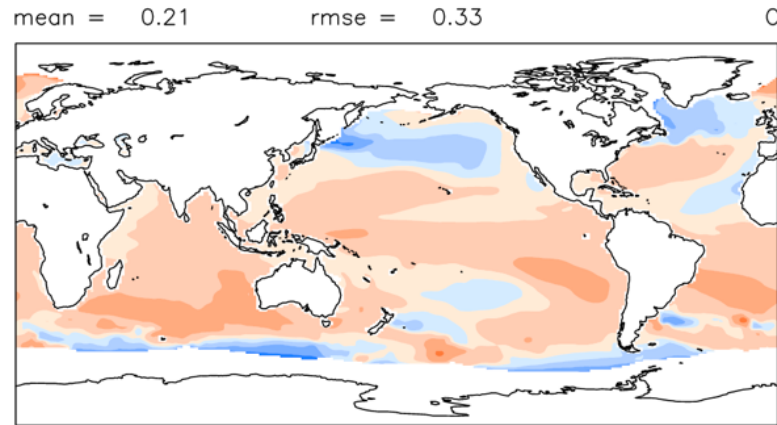 mean = 0.21 rmse = 0.33